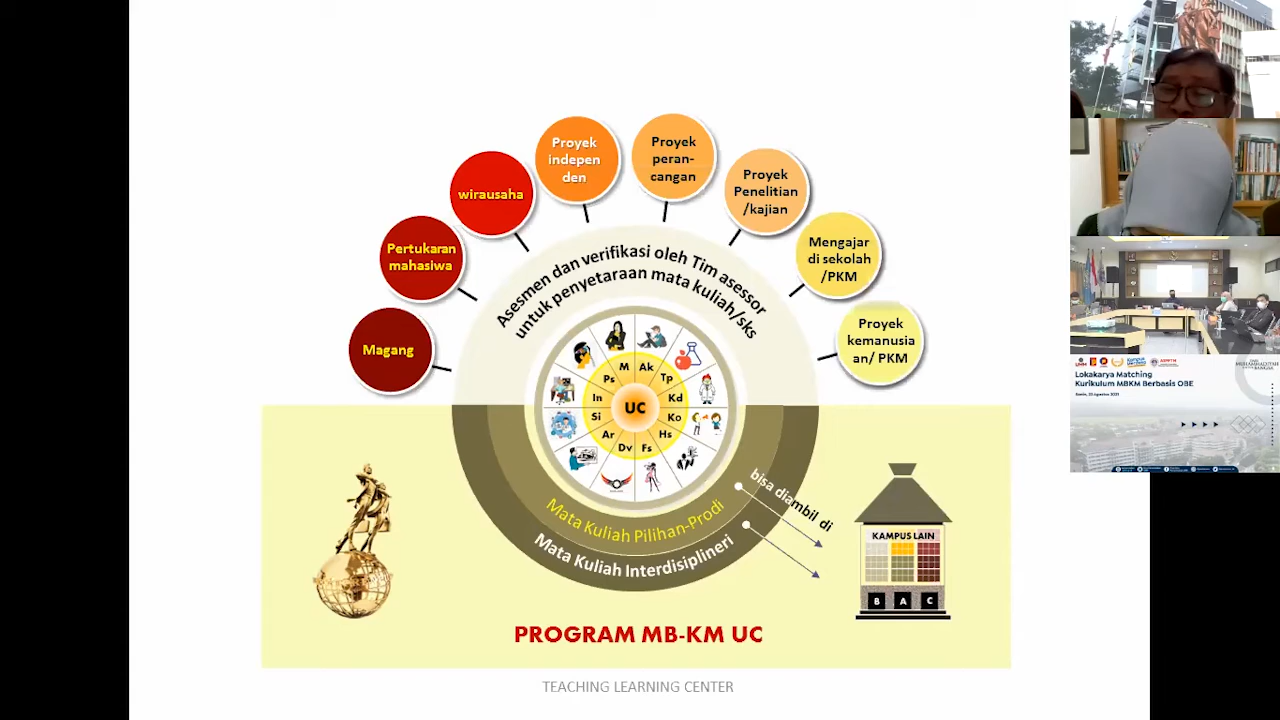 Proyek
indepen
den
Proyek
peran-
cangan
wirausaha
Proyek
Penelitian
/kajian
Pertukaran
mahasiwa
Mengajar
di sekolah
/PKM
Magang
Proyek
kemanusia
an/ PKM
Asesmen dan verifikasi oleh Tim asessor
untuk penyetaraan mata kuliah/sks
M
Ak
Ps
Tp
In
UC
Kd
Si
Ko
Ar
Hs
Dv
Fs
Mata Kuliah Pilihan-Prodi
Mata Kuliah Interdisiplineri
bisa diambil di
KAMPUS LAIN
B A C
PROGRAM MB-KM UC
TEACHING LEARNING CENTER
Lokakarya Matching
Kurikulum MBKM Berbasis OBE